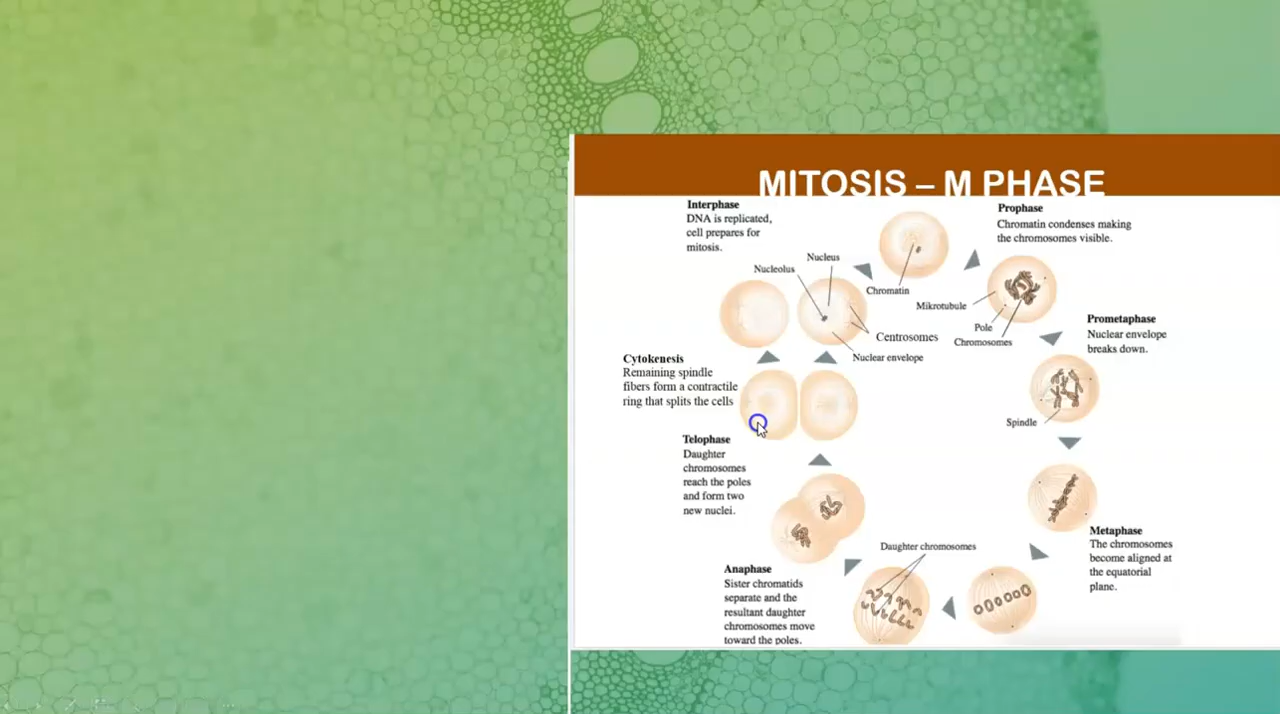 MITOSIS – M PHASE
Interphase
DNA is replicated,
cell prepares for
mitosis.
Prophase
Chromatin condenses making
the chromosomes visible.
Nucleus
Nucleolus
Chromatin
Mikrotubule
Pole
Chromosomes
Centrosomes
Nuclear envelope
Prometaphase
Nuclear envelope
breaks down.
Cytokenesis
Remaining spindle
fibers form a contractile
ring that splits the cells
Spindle
Telophase
Daughter
chromosomes
reach the poles
and form two
new nuclei.
Metaphase
The chromosomes
become aligned at
the equatorial
plane.
Daughter chromosomes
Anaphase
Sister chromatids
separate and the
resultant daughter
chromosomes move
toward the poles.